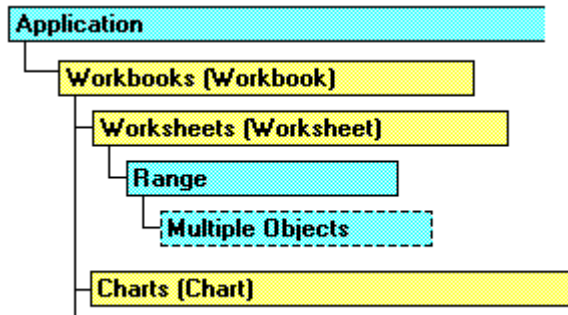 Application
Workbooks (Workbook)
Worksheets (Worksheet)
Range
Multiple Objects
Charts (Chart)